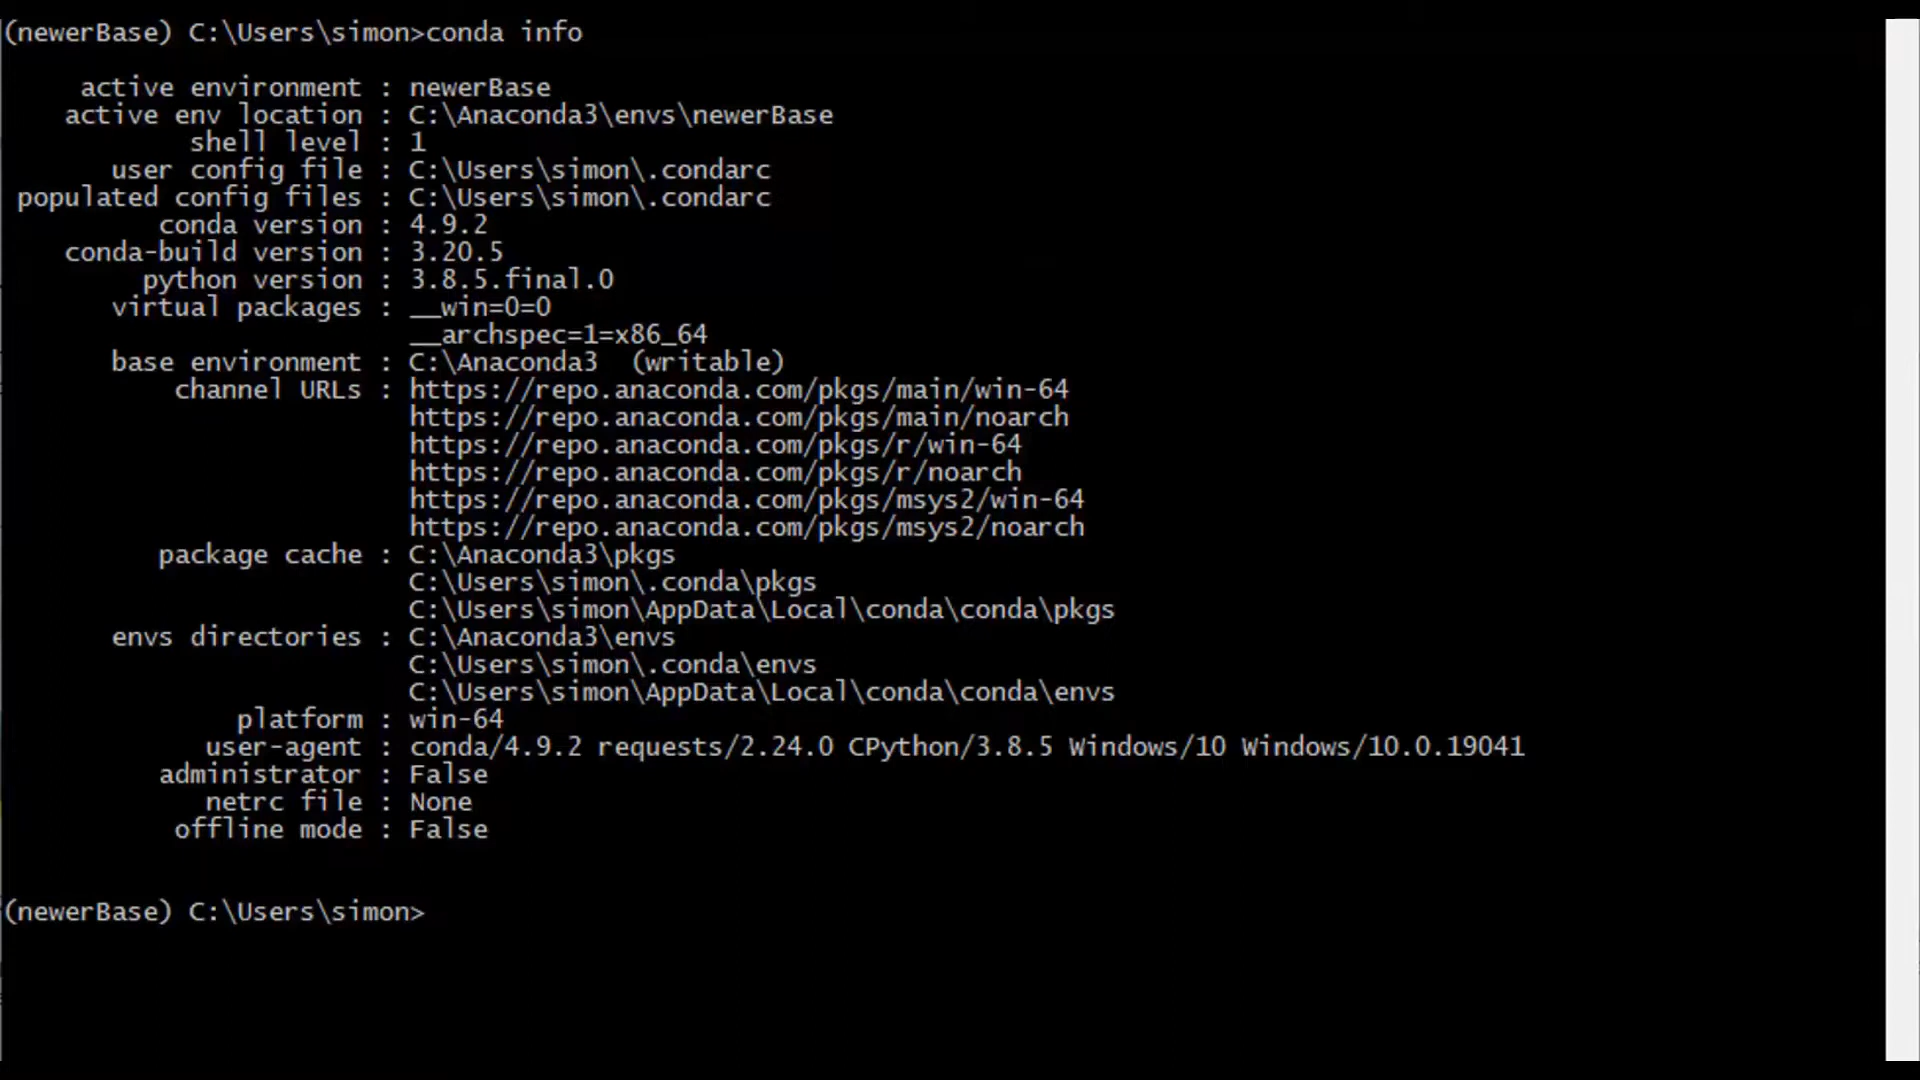 (newerBase) C:\Users\simon>conda info
active environment : newerBase
active env location : C:\Anaconda3\envs\newerBase
shell level : 1
user config file : C:\Users\simon\.condarc
populated config files : C:\Users\simon\.condarc
conda version : 4.9.2
conda-build version : 3.20.5
python version : 3.8.5.final.0
virtual packages : __win=0=0
__archspec=1=x86_64
base environment : C:\Anaconda3  (writable)
channel URLs : https://repo.anaconda.com/pkgs/main/win-64
https://repo.anaconda.com/pkgs/main/noarch
https://repo.anaconda.com/pkgs/r/win-64
https://repo.anaconda.com/pkgs/r/noarch
https://repo.anaconda.com/pkgs/msys2/win-64
https://repo.anaconda.com/pkgs/msys2/noarch
package cache : C:\Anaconda3\pkgs
C:\Users\simon\.conda\pkgs
C:\Users\simon\AppData\Local\conda\conda\pkgs
envs directories : C:\Anaconda3\envs
C:\Users\simon\.conda\envs
C:\Users\simon\AppData\Local\conda\conda\envs
platform : win-64
user-agent : conda/4.9.2 requests/2.24.0 CPython/3.8.5 Windows/10 Windows/10.0.19041
administrator : False
netrc file : None
offline mode : False
(newerBase) C:\Users\simon>